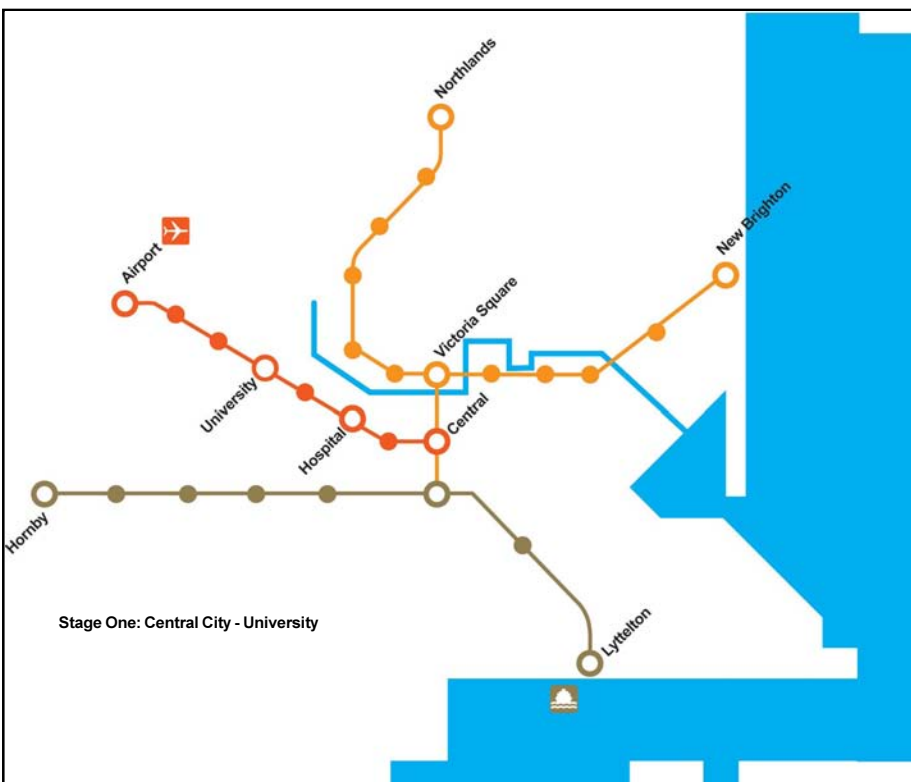 Northlands
New Brighton
Airport
Victoria Square
University
Hospital
Central
Hornby
Stage One: Central City - University
Lyttelton